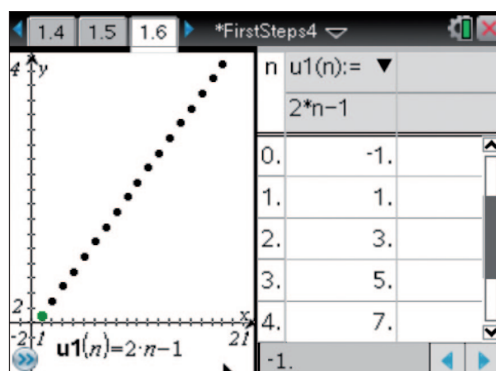 1.4 1.5 1.6 *FirstSteps4
4 y
2
-2 1 x 21
u1(n)=2·n-1
n u1(n):=
2*n-1
0. -1.
1. 1.
2. 3.
3. 5.
4. 7.
-1.